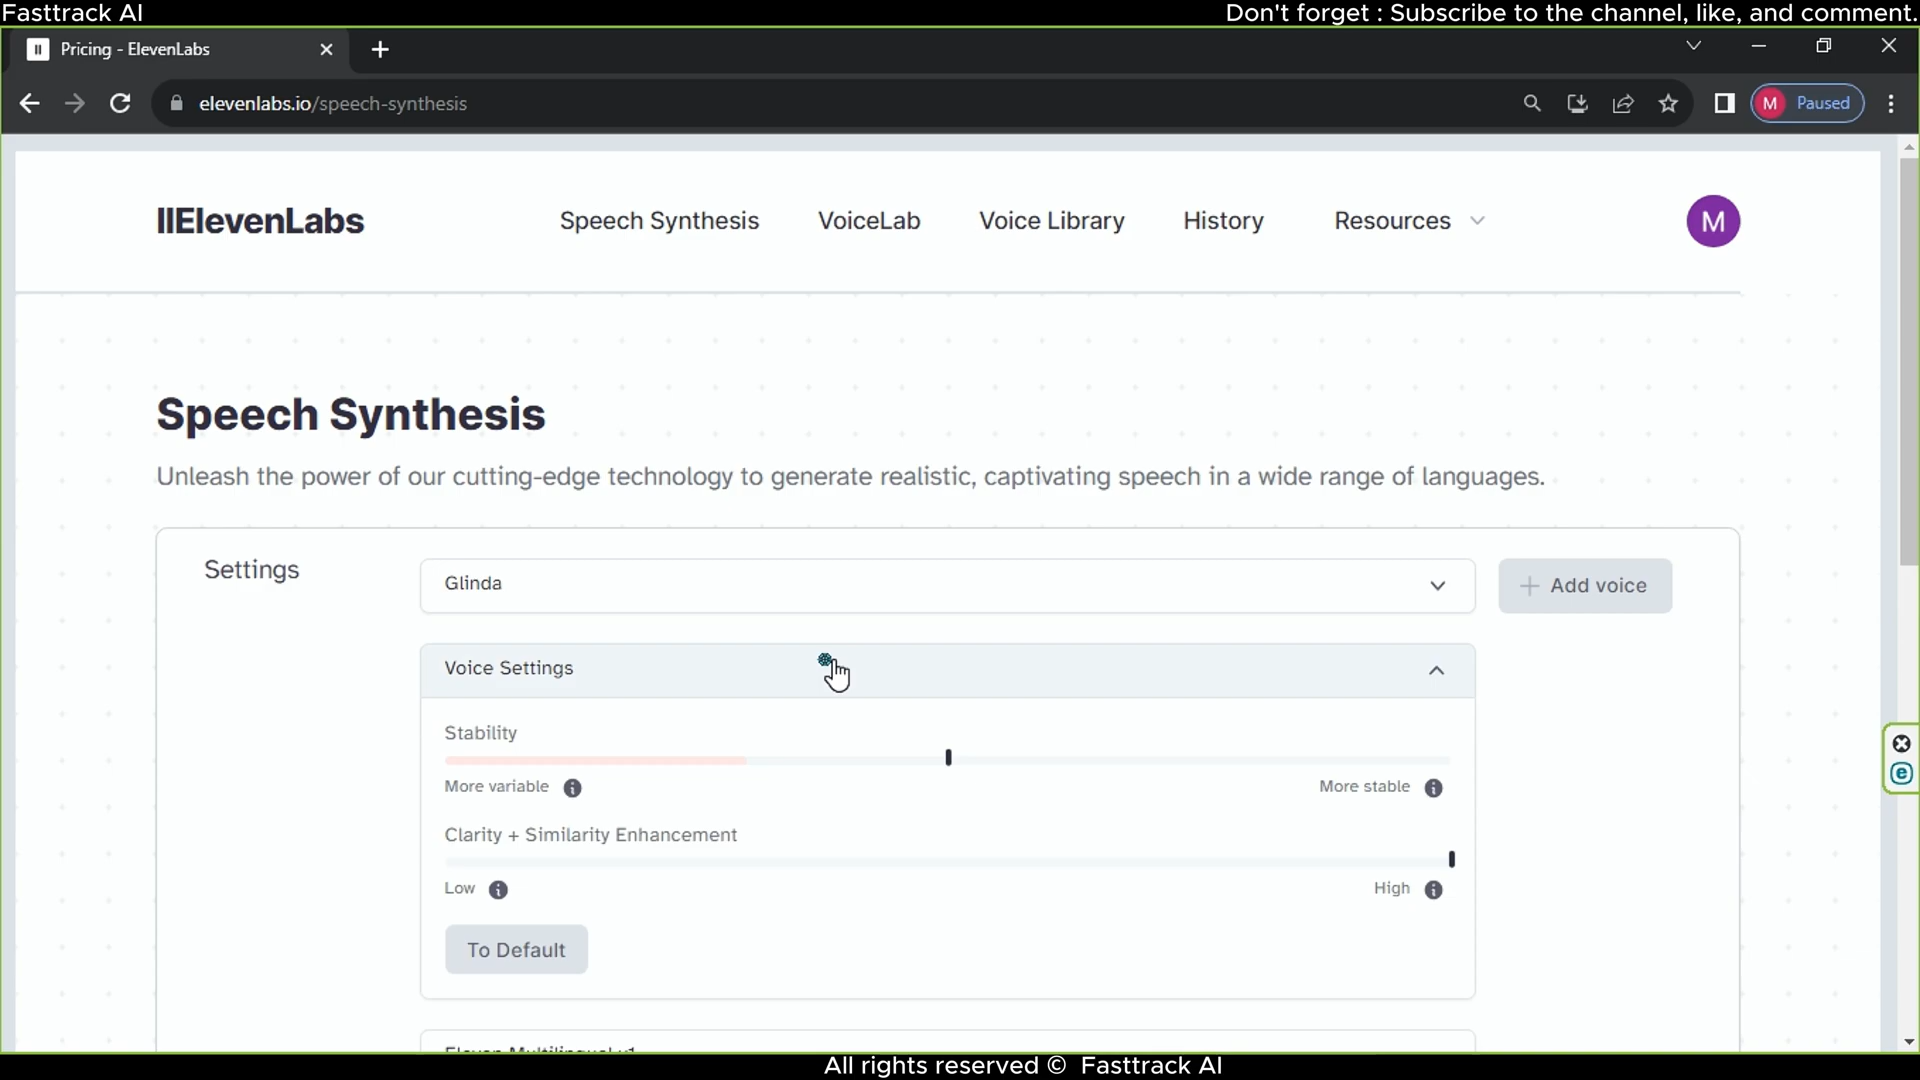 Fasttrack AI
Don't forget : Subscribe to the channel, like, and comment.
Pricing - ElevenLabs
elevenlabs.io/speech-synthesis
M
Paused
IIElevenLabs
Speech Synthesis
VoiceLab
Voice Library
History
Resources
M
Speech Synthesis
Unleash the power of our cutting-edge technology to generate realistic, captivating speech in a wide range of languages.
Settings
Glinda
Add voice
Voice Settings
Stability
More variable
More stable
Clarity + Similarity Enhancement
Low
High
To Default
Eleven Multilingual v1
All rights reserved © Fasttrack AI